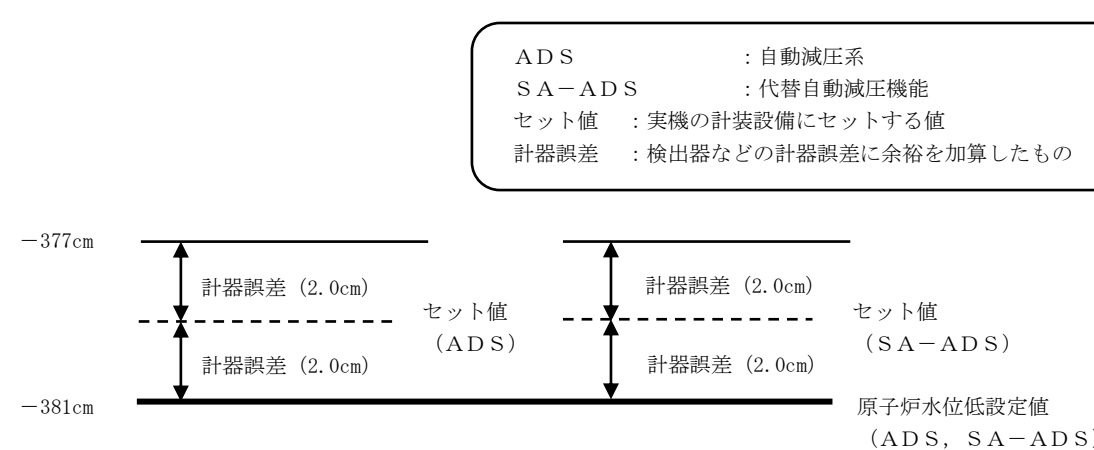 ADS : 自動減圧系
SA-ADS : 代替自動減圧機能
セット値 : 実機の計装設備にセットする値
計器誤差 : 検出器などの計器誤差に余裕を加算したもの
-377cm
計器誤差 (2.0cm)
計器誤差 (2.0cm)
セット値
(ADS)
セット値
(SA-ADS)
計器誤差 (2.0cm)
計器誤差 (2.0cm)
-381cm
原子炉水位低設定値
(ADS, SA-ADS)